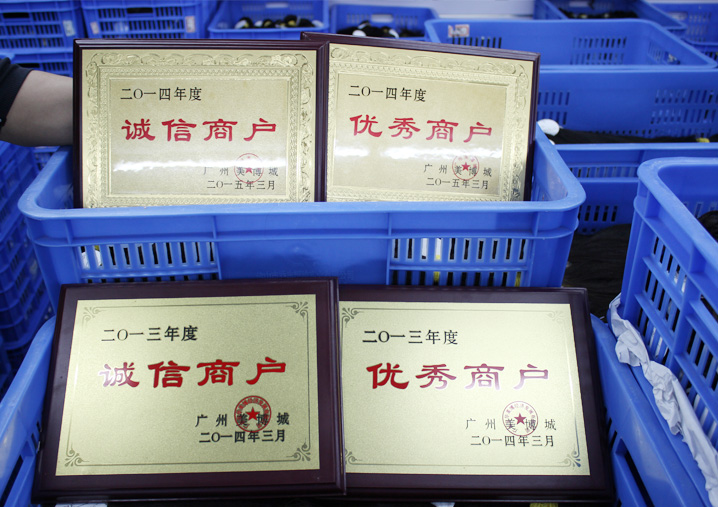 二〇一四年度
诚信商户
广州美博城
二〇一五年三月
二〇一四年度
优秀商户
广州美博城
二〇一五年三月
二〇一三年度
诚信商户
广州美博城
二〇一四年三月
二〇一三年度
优秀商户
广州美博城
二〇一四年三月